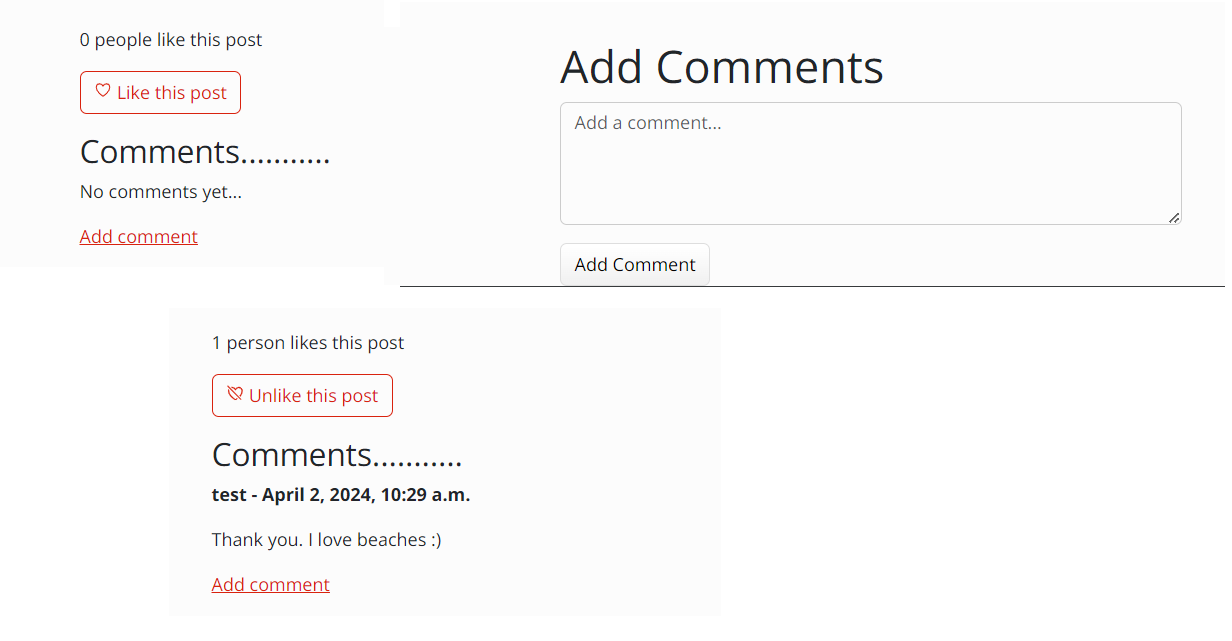 0 people like this post
Like this post
Comments...........
No comments yet...
Add comment
Add Comments
Add a comment...
Add Comment
1 person likes this post
Unlike this post
Comments...........
test - April 2, 2024, 10:29 a.m.
Thank you. I love beaches :)
Add comment